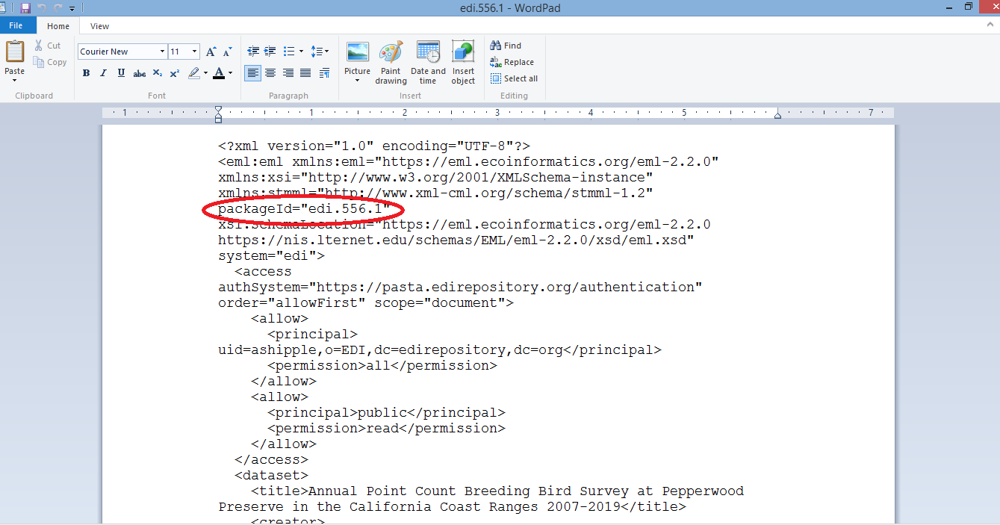 edi.556.1 - WordPad
File Home View
Paste
Cut
Copy
Clipboard
Courier New 11
Font
Paragraph
Picture
Paint drawing
Date and time
Insert object
Insert
Find
Replace
Select all
Editing
1 1 2 3 4 5 7
<?xml version="1.0" encoding="UTF-8"?>
<eml:eml xmlns:eml="https://eml.ecoinformatics.org/eml-2.2.0"
xmlns:xsi="http://www.w3.org/2001/XMLSchema-instance"
xmlns:stmml="http://www.xml-cml.org/schema/stmml-1.2"
packageId="edi.556.1"
xsi:schemaLocation="https://eml.ecoinformatics.org/eml-2.2.0
https://nis.lternet.edu/schemas/EML/eml-2.2.0/xsd/eml.xsd"
system="edi">
<access
authSystem="https://pasta.edirepository.org/authentication"
order="allowFirst" scope="document">
<allow>
<principal>
uid=ashipple,o=EDI,dc=edirepository,dc=org</principal>
<permission>all</permission>
</allow>
<allow>
<principal>public</principal>
<permission>read</permission>
</allow>
</access>
<dataset>
<title>Annual Point Count Breeding Bird Survey at Pepperwood
Preserve in the California Coast Ranges 2007-2019</title>
<creator>